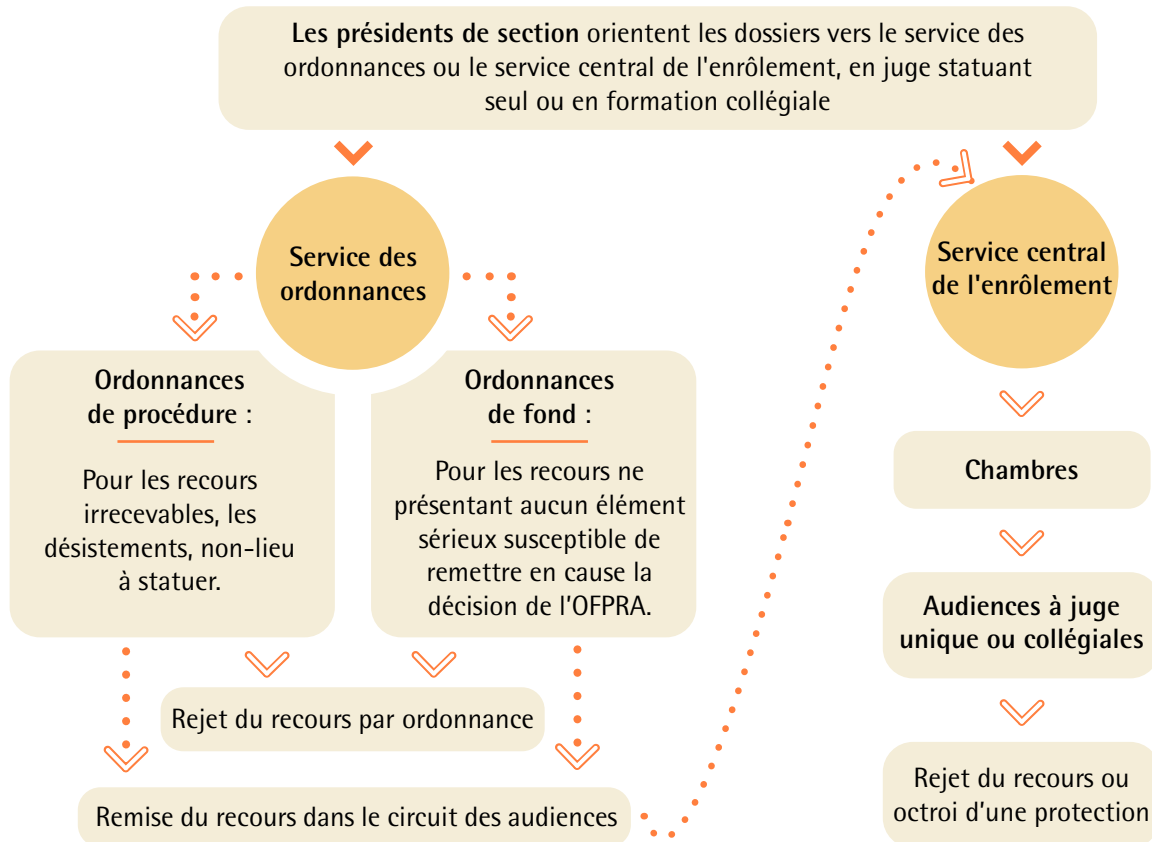 Les présidents de section orientent les dossiers vers le service des
ordonnances ou le service central de l'enrôlement, en juge statuant
seul ou en formation collégiale
Service des
ordonnances
Service central
de l'enrôlement
Ordonnances
de procédure :
Pour les recours
irrecevables, les
désistements, non-lieu
à statuer.
Ordonnances
de fond :
Pour les recours ne
présentant aucun élément
sérieux susceptible de
remettre en cause la
décision de l'OFPRA.
Rejet du recours par ordonnance
Remise du recours dans le circuit des audiences
Chambres
Audiences à juge
unique ou collégiales
Rejet du recours ou
octroi d'une protection